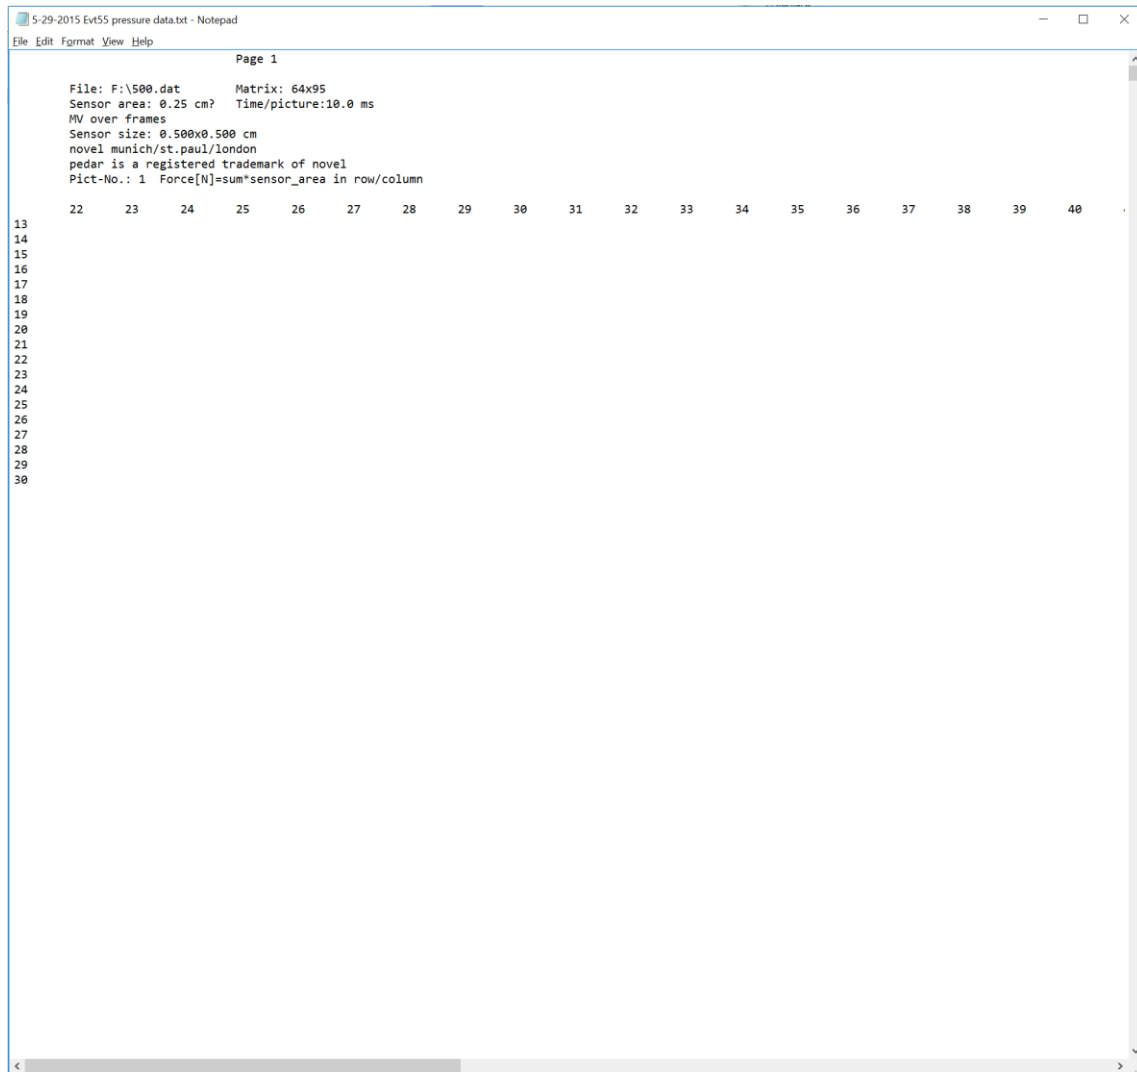 5-29-2015 Evt55 pressure data.txt - Notepad
File Edit Format View Help
Page 1
File: F:\500.dat Matrix: 64x95
Sensor area: 0.25 cm? Time/picture:10.0 ms
MV over frames
Sensor size: 0.500x0.500 cm
novel munich/st.paul/london
pedar is a registered trademark of novel
Pict-No.: 1 Force[N]=sum*sensor_area in row/column
22 23 24 25 26 27 28 29 30 31 32 33 34 35 36 37 38 39 40
13
14
15
16
17
18
19
20
21
22
23
24
25
26
27
28
29
30